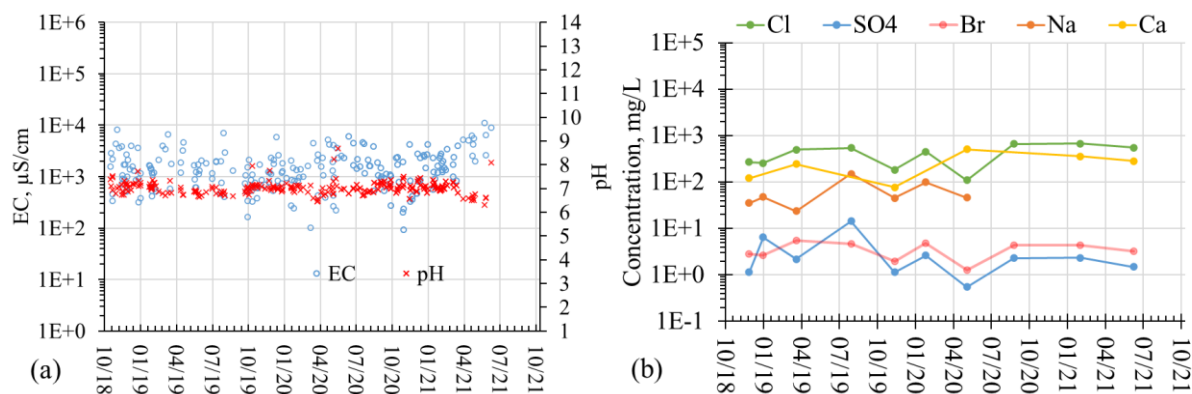 1E+6
1E+5
1E+4
1E+3
1E+2
1E+1
1E+0
EC, µS/cm
14
13
12
11
10
9
8
7
6
5
4
3
2
1
pH
EC
pH
10/18
01/19
04/19
07/19
10/19
01/20
04/20
07/20
10/20
01/21
04/21
07/21
10/21
(a)
Cl
SO4
Br
Na
Ca
1E+5
1E+4
1E+3
1E+2
1E+1
1E+0
1E-1
Concentration, mg/L
10/18
01/19
04/19
07/19
10/19
01/20
04/20
07/20
10/20
01/21
04/21
07/21
10/21
(b)